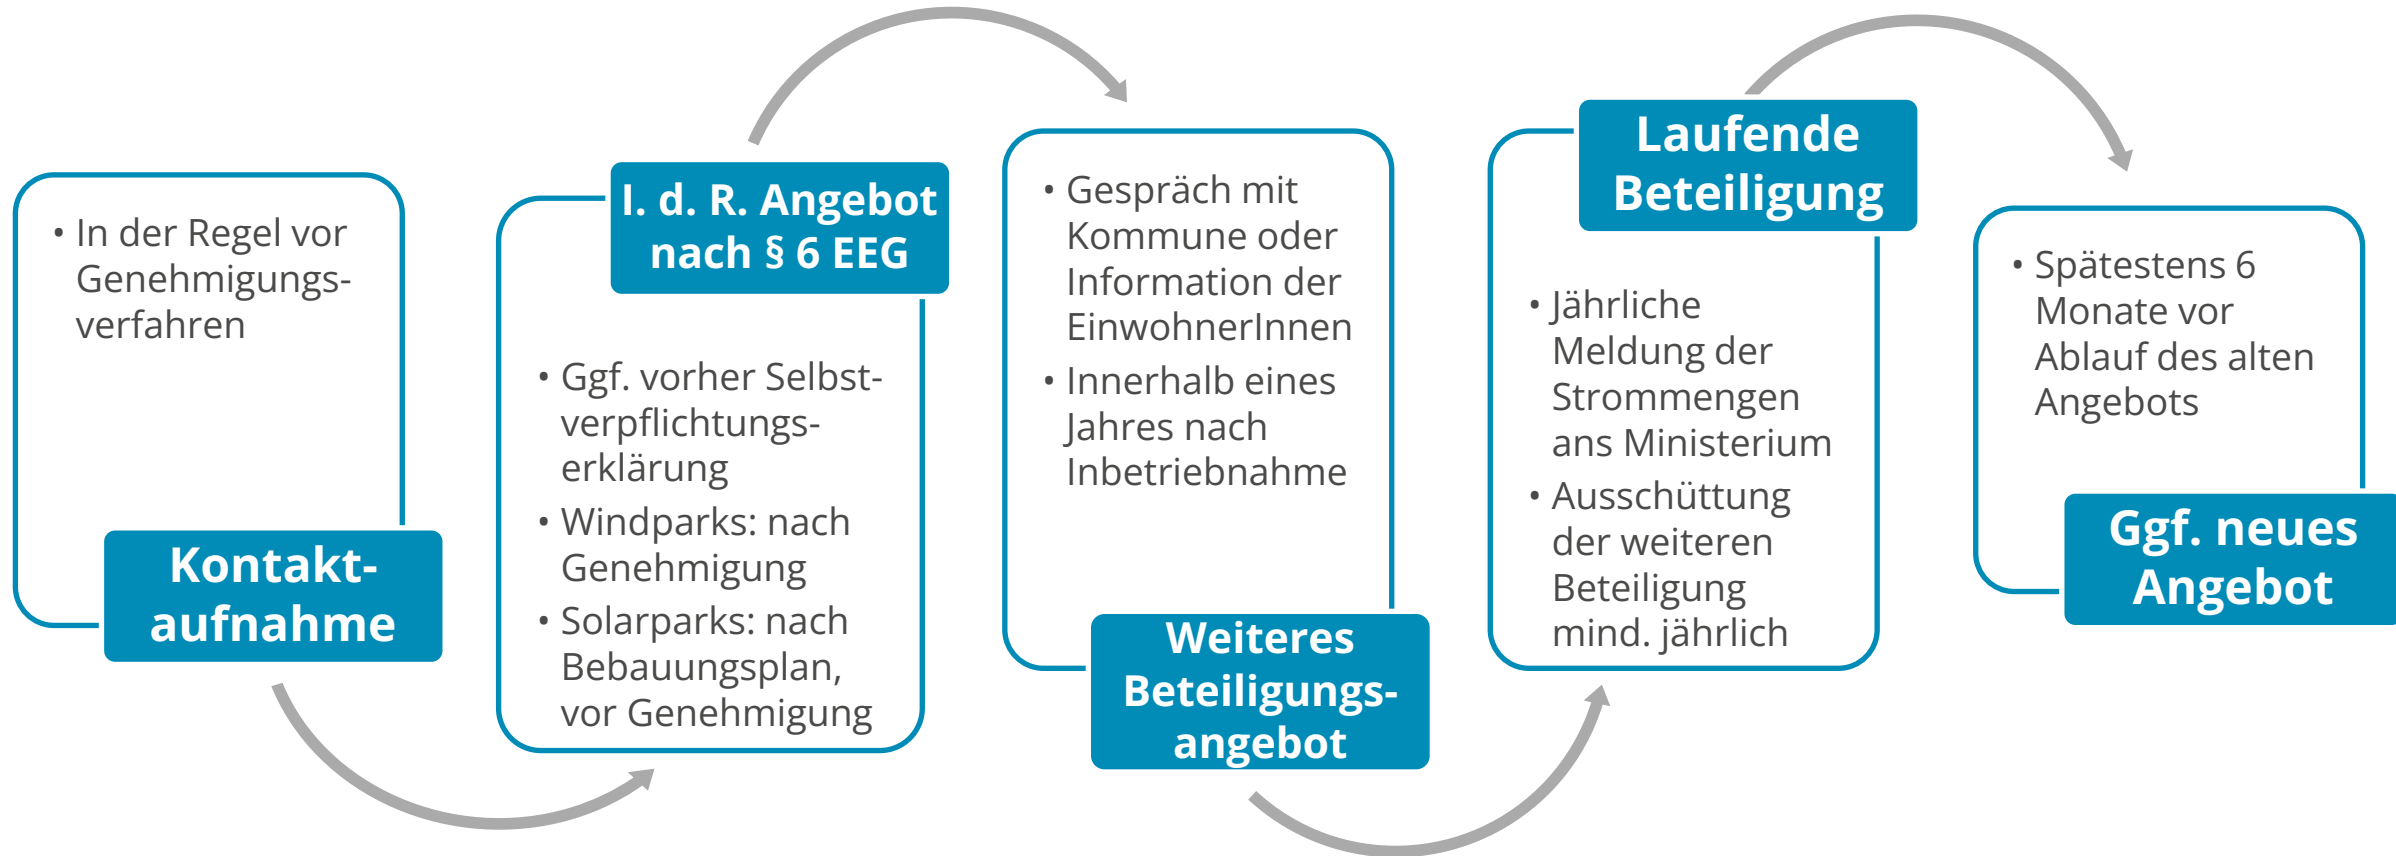 • In der Regel vor
Genehmigungs-
verfahren
Kontakt-
aufnahme
I. d. R. Angebot
nach § 6 EEG
• Ggf. vorher Selbst-
verpflichtungs-
erklärung
• Windparks: nach
Genehmigung
• Solarparks: nach
Bebauungsplan,
vor Genehmigung
• Gespräch mit
Kommune oder
Information der
EinwohnerInnen
• Innerhalb eines
Jahres nach
Inbetriebnahme
Weiteres
Beteiligungs-
angebot
Laufende
Beteiligung
• Jährliche
Meldung der
Strommengen
ans Ministerium
• Ausschüttung
der weiteren
Beteiligung
mind. jährlich
• Spätestens 6
Monate vor
Ablauf des alten
Angebots
Ggf. neues
Angebot